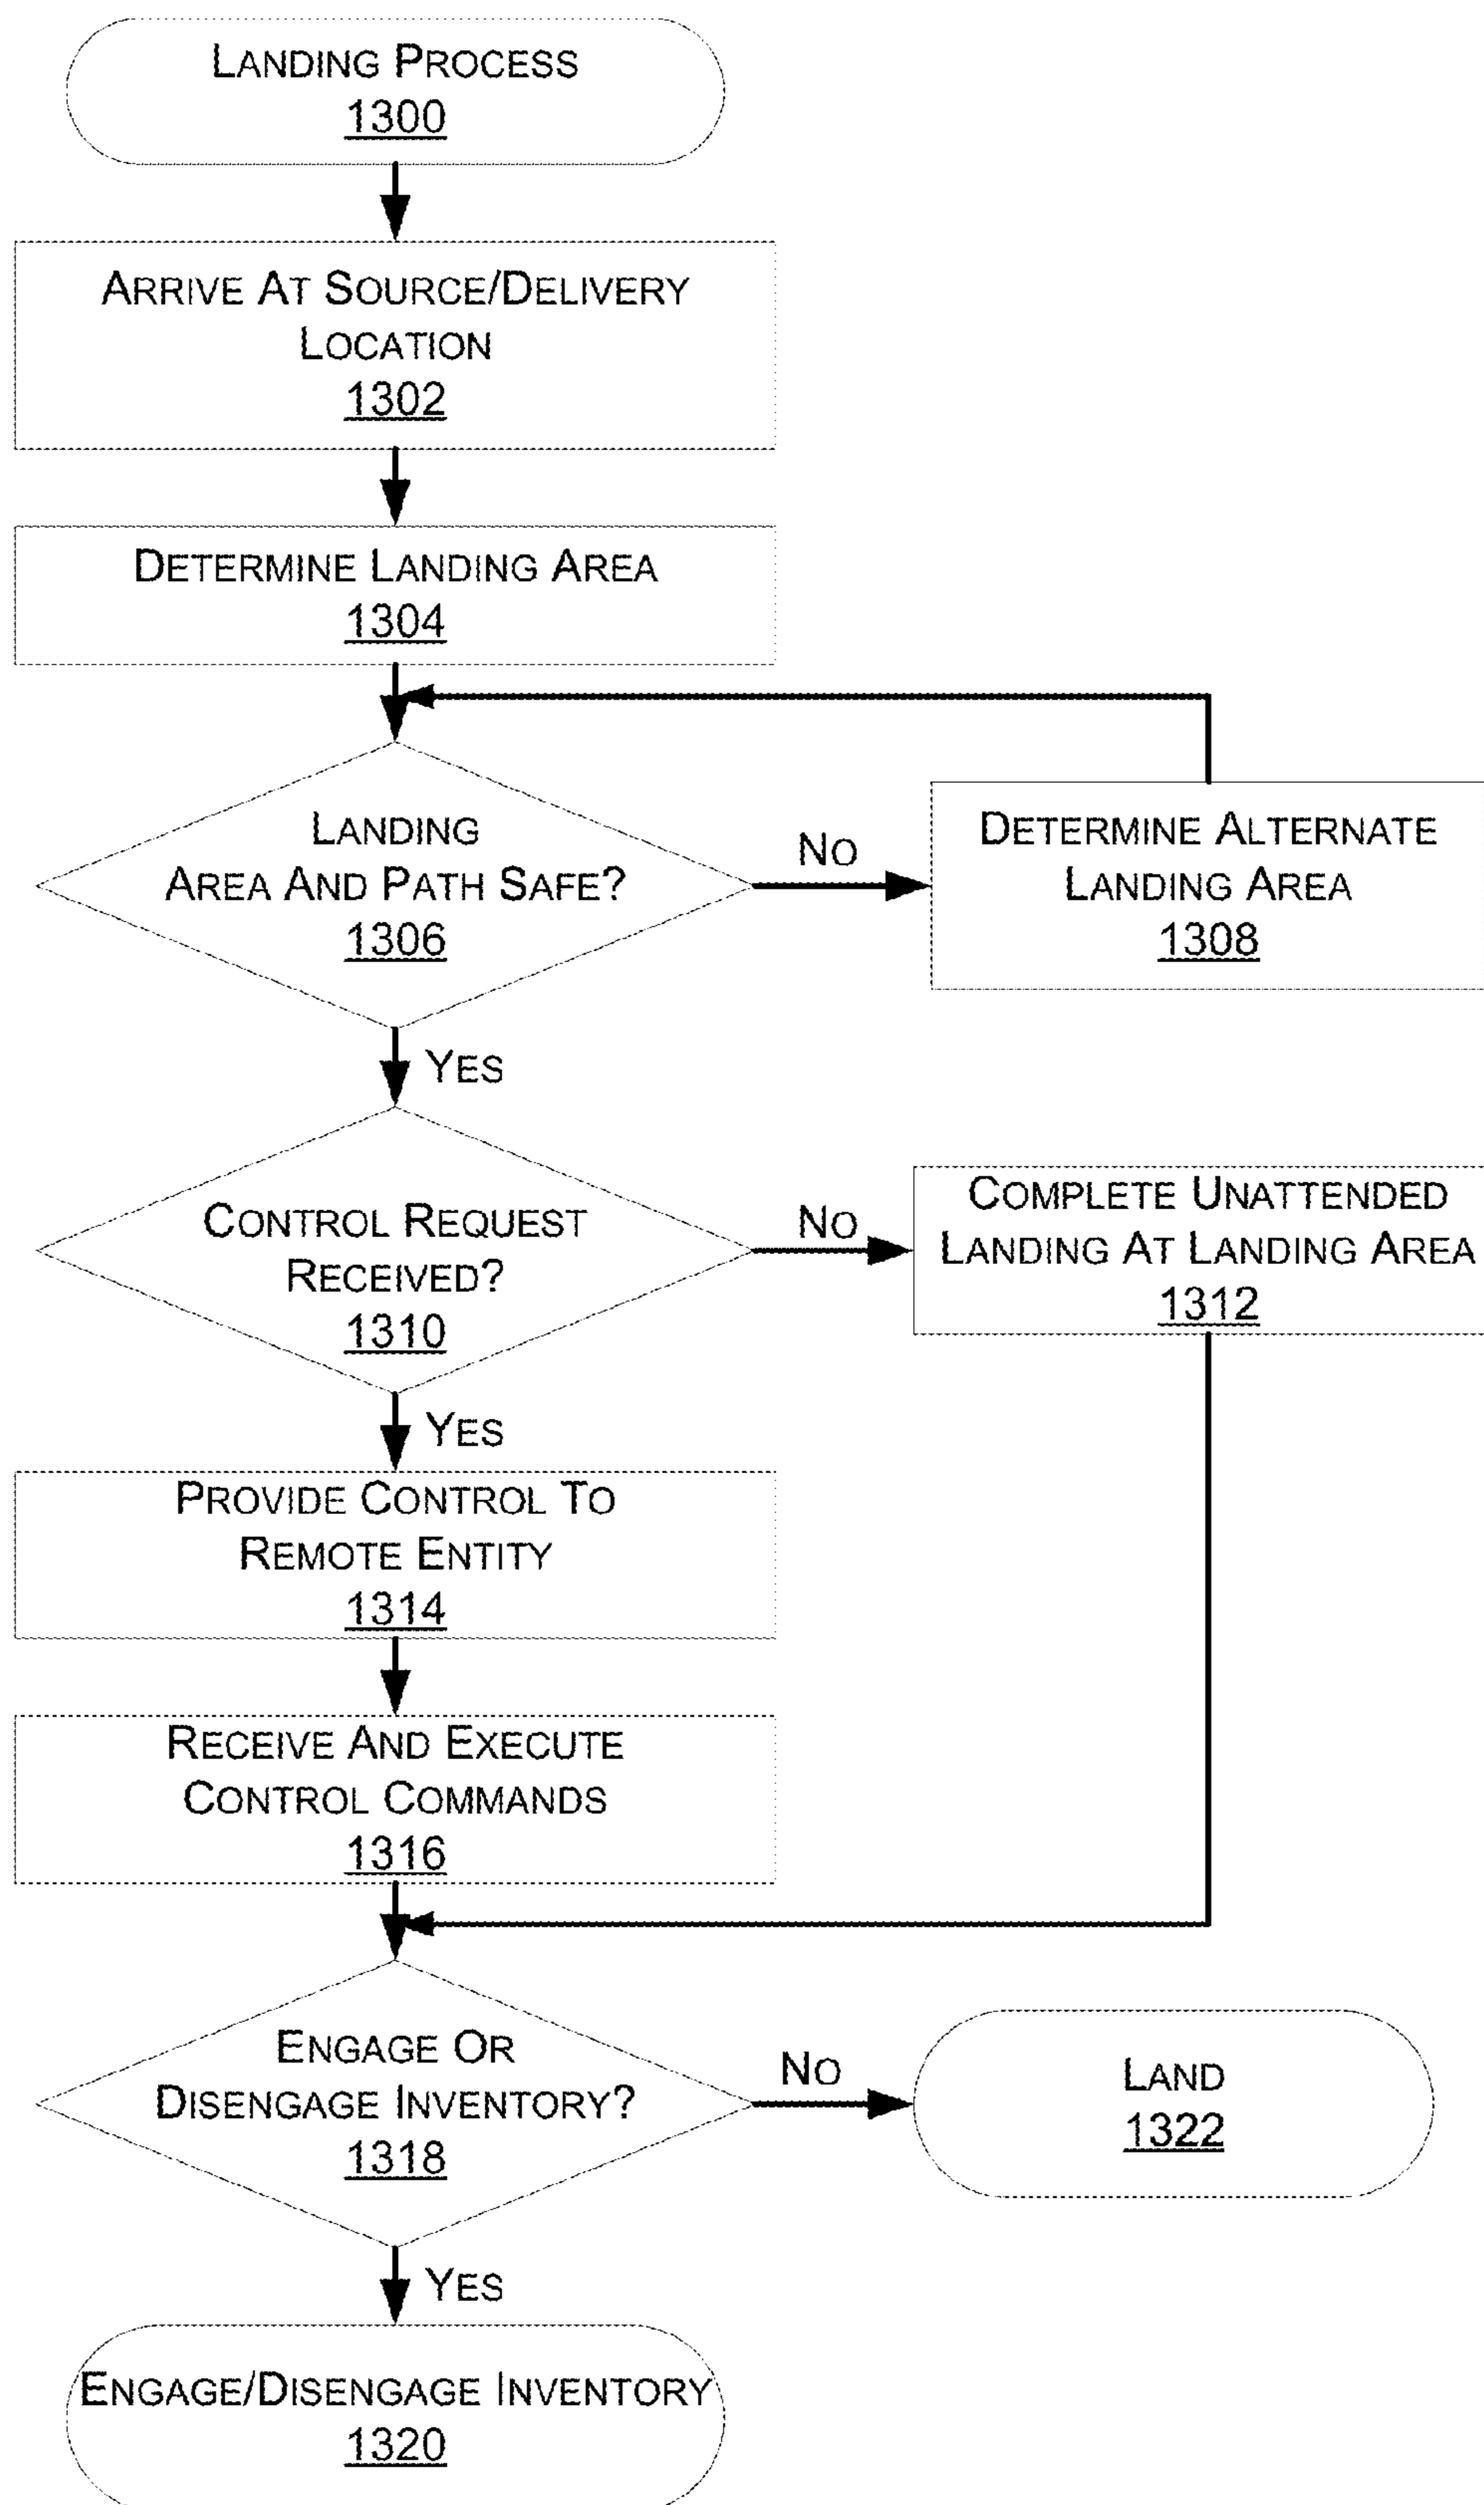 LANDING PROCESS
1300
ARRIVE AT SOURCE/DELIVERY
LOCATION
1302
DETERMINE LANDING AREA
1304
LANDING
AREA AND PATH SAFE?
1306
NO
DETERMINE ALTERNATE
LANDING AREA
1308
YES
CONTROL REQUEST
RECEIVED?
1310
NO
COMPLETE UNATTENDED
LANDING AT LANDING AREA
1312
YES
PROVIDE CONTROL TO
REMOTE ENTITY
1314
RECEIVE AND EXECUTE
CONTROL COMMANDS
1316
ENGAGE OR
DISENGAGE INVENTORY?
1318
NO
LAND
1322
YES
ENGAGE/DISENGAGE INVENTORY
1320